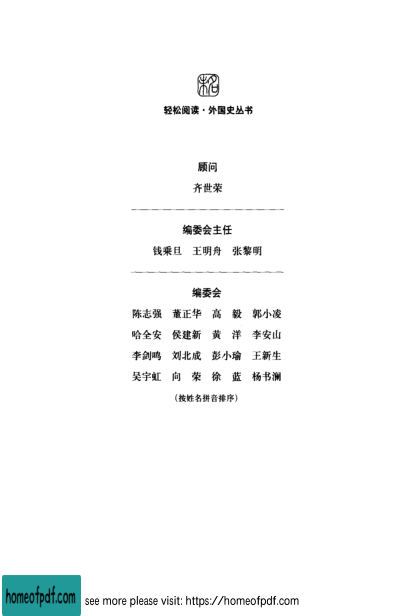 轻松阅读·外国史丛书
顾问
齐世荣
编委会主任
钱乘旦 王明舟 张黎明
编委会
陈志强 董正华 高 毅 郭小凌
哈全安 侯建新 黄 洋 李安山
李剑鸣 刘北成 彭小瑜 王新生
吴宇虹 向 荣 徐 蓝 杨书澜
(按姓名拼音排序)
homeofpdf.com see more please visit: https://homeofpdf.com